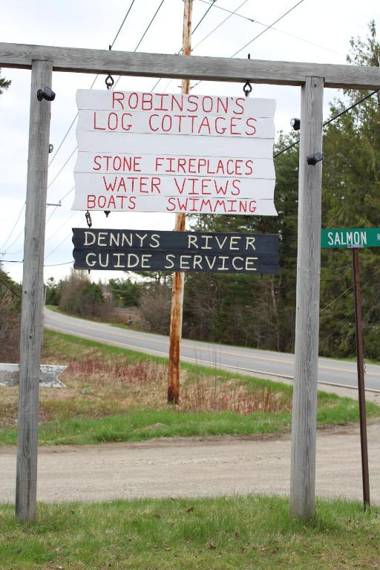 ROBINSON'S
LOG COTTAGES
STONE FIREPLACES
WATER VIEWS
BOATS SWIMMING
DENNYS RIVER
GUIDE SERVICE
SALMON